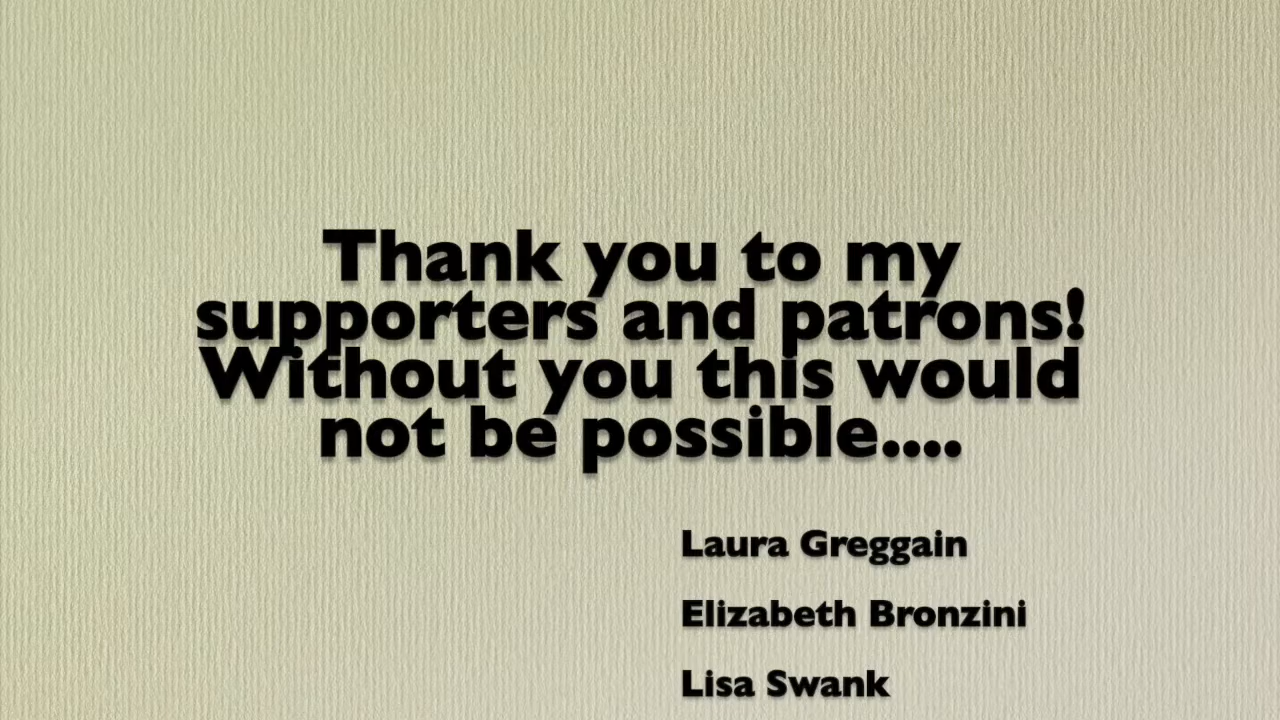 Thank you to my
supporters and patrons!
Without you this would
not be possible....
Laura Greggain
Elizabeth Bronzini
Lisa Swank